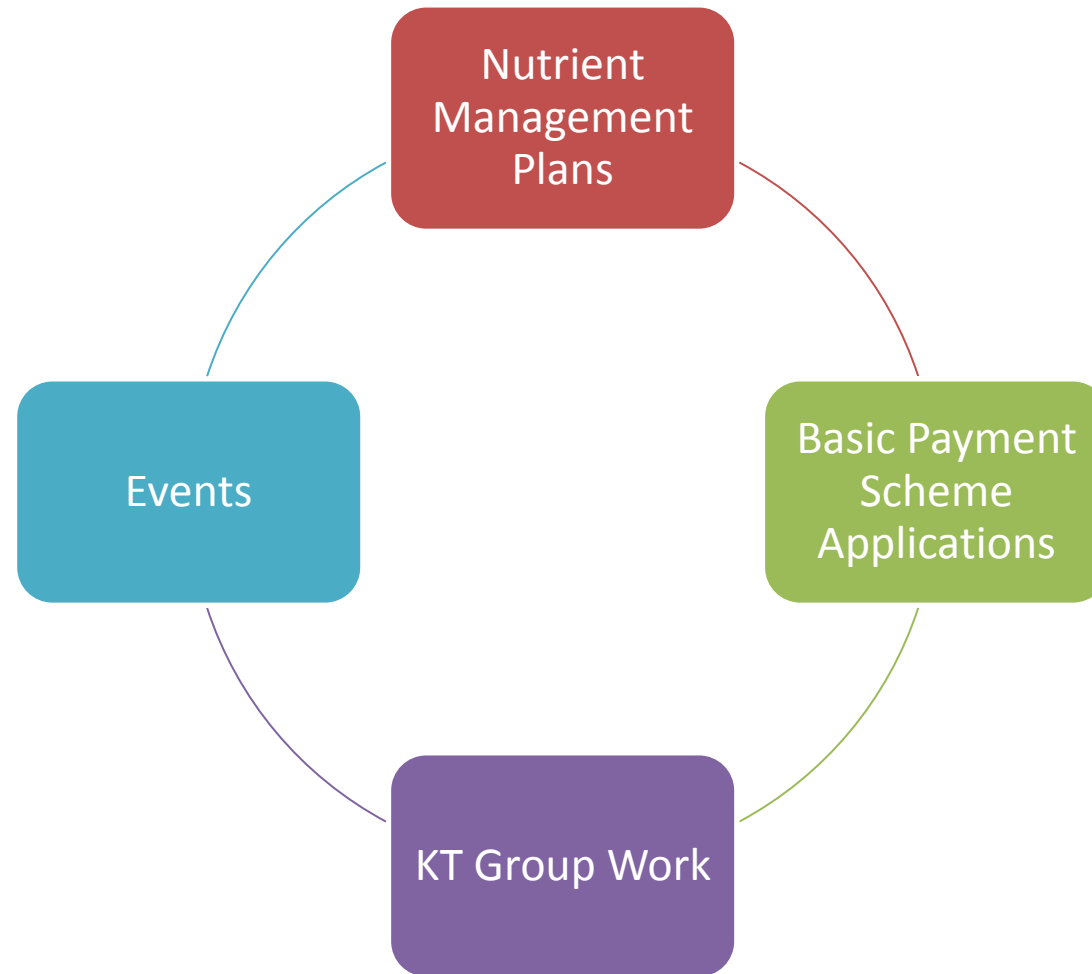 Nutrient
Management
Plans
Basic Payment
Scheme
Applications
KT Group Work
Events